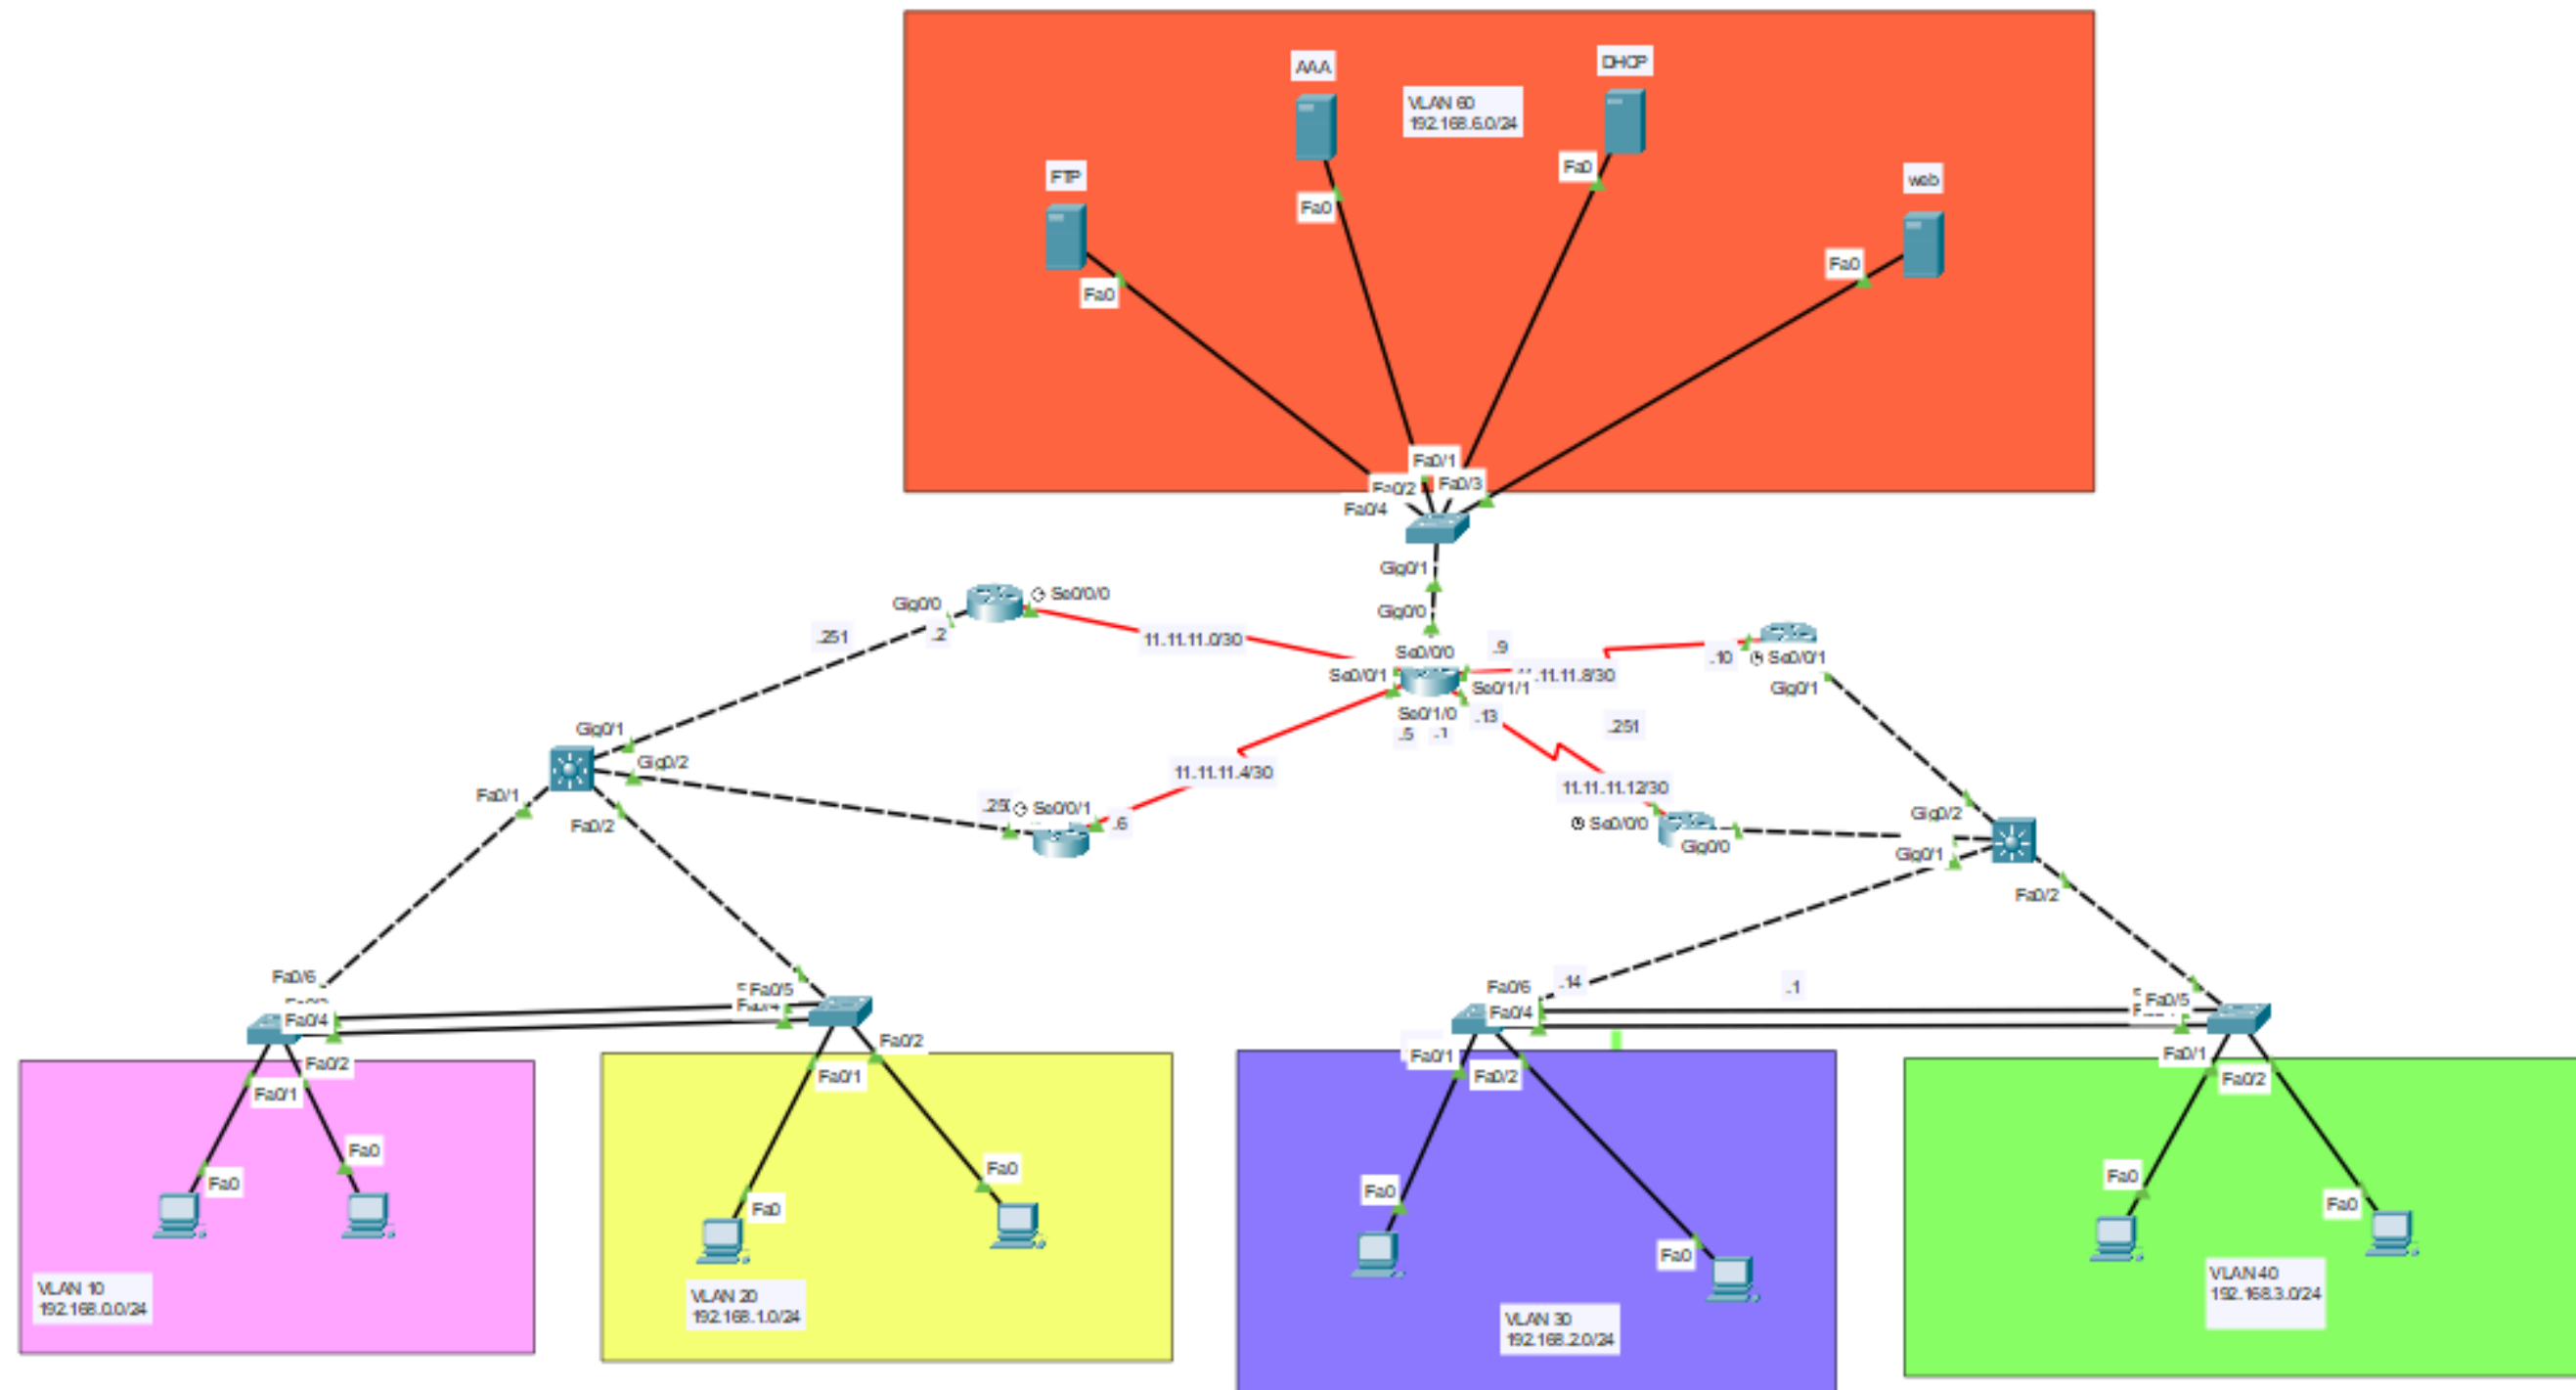 AAA
DHCP
VLAN 60
192.168.6.0/24
Fa0
FTP
web
Fa0
Fa0
Fa0
Fa0/1
Fa0/2
Fa0/3
Fa0/4
Gig0/1
Gig0/0
Se0/0/0
Gig0/0
.251
.2
11.11.11.0/30
Se0/0/0
.9
.10
Se0/0/1
Se0/0/1
.11.11.8/30
Se0/1/1
Gig0/1
Se0/1/0
.13
.5
.1
.251
Gig0/1
Gig0/2
11.11.11.4/30
11.11.11.12/30
Fa0/1
Fa0/2
Se0/0/1
.6
Se0/0/0
Gig0/0
Gig0/2
Gig0/1
Fa0/2
Fa0/6
Fa0/4
Fa0/5
Fa0/6
.14
.1
Fa0/4
Fa0/5
Fa0/2
Fa0/1
Fa0/2
Fa0/1
Fa0/1
Fa0/2
Fa0/1
Fa0/2
Fa0
Fa0
Fa0
Fa0
Fa0
Fa0
Fa0
Fa0
VLAN 10
192.168.0.0/24
VLAN 20
192.168.1.0/24
VLAN 30
192.168.2.0/24
VLAN 40
192.168.3.0/24